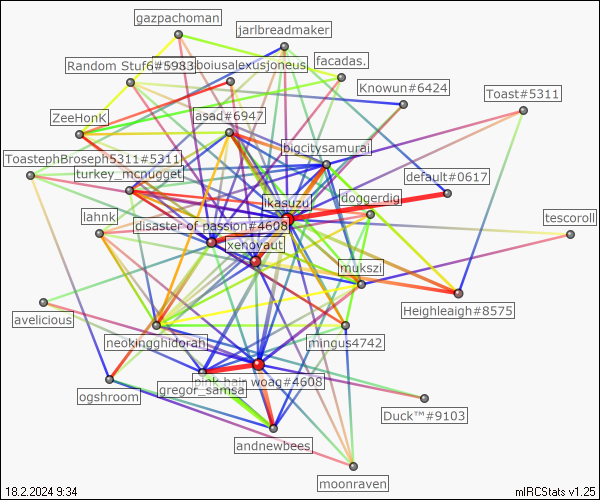 gazpachoman
jarlbreadmaker
Random Stuf6#5983
boiusalexusjoneus
facadas.
Knowun#6424
Toast#5311
ZeeHonK
asad#6947
bigcitysamurai
ToastephBroseph5311#5311
turkey_mcnugget
default#0617
ikasuzu
doggerdig
lahnk
disaster of passion#4608
tescoroll
xenoyaut
mukszi
Heighleaigh#8575
avelicious
neokingghidorah
mingus4742
pink hair woag#4608
gregor_samsa
ogshroom
Duck™#9103
andnewbees
moonraven
18.2.2024 9:34
mIRCStats v1.25